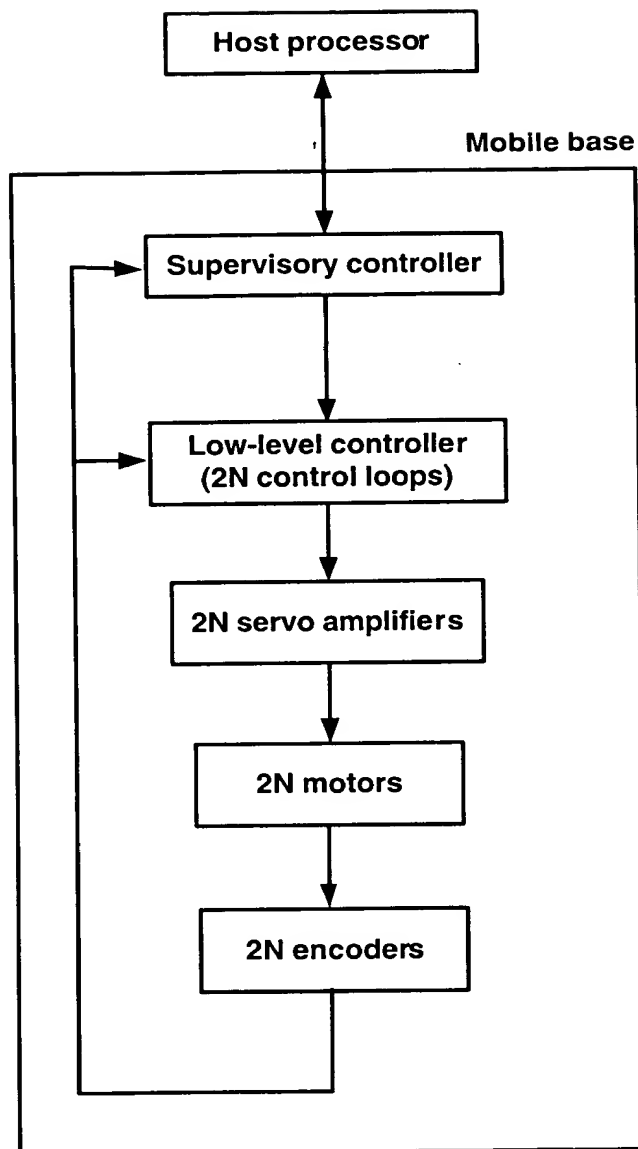 Host processor
Mobile base
Supervisory controller
Low-level controller
(2N control loops)
2N servo amplifiers
2N motors
2N encoders